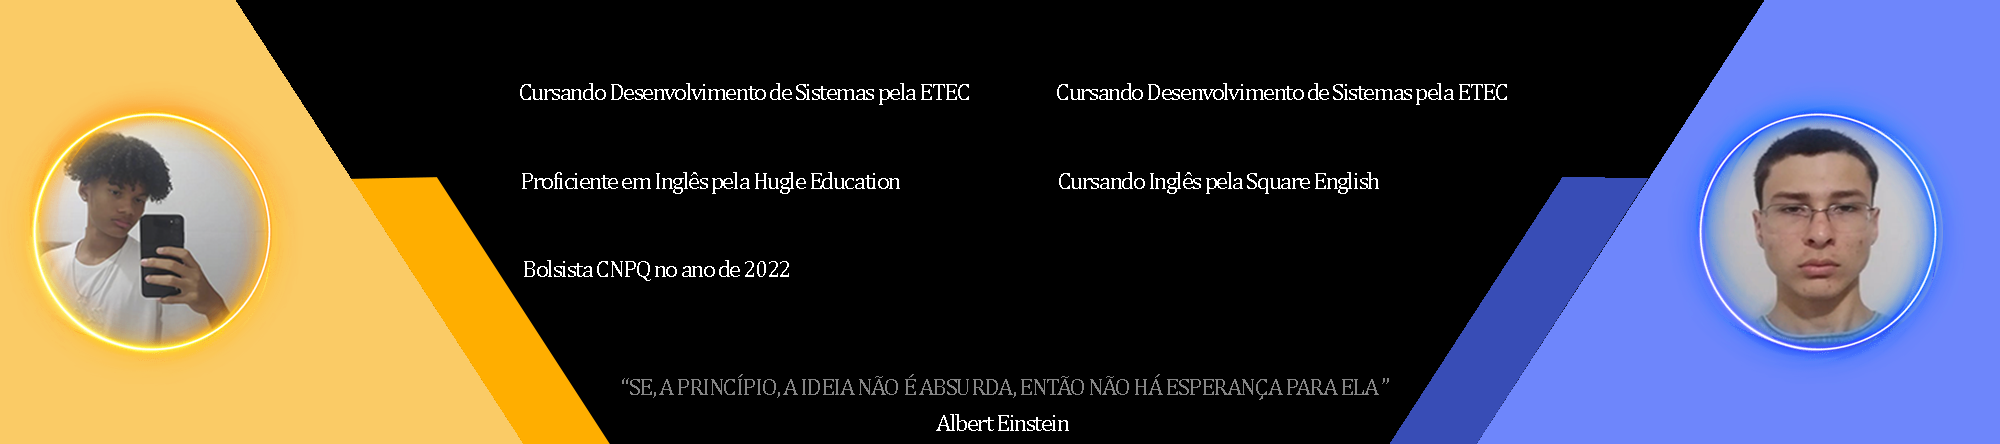 Cursando Desenvolvimento de Sistemas pela ETEC
Proficiente em Inglês pela Hugle Education
Bolsista CNPQ no ano de 2022
Cursando Desenvolvimento de Sistemas pela ETEC
Cursando Inglês pela Square English
“SE, A PRINCÍPIO, A IDEIA NÃO É ABSURDA, ENTÃO NÃO HÁ ESPERANÇA PARA ELA ”
Albert Einstein